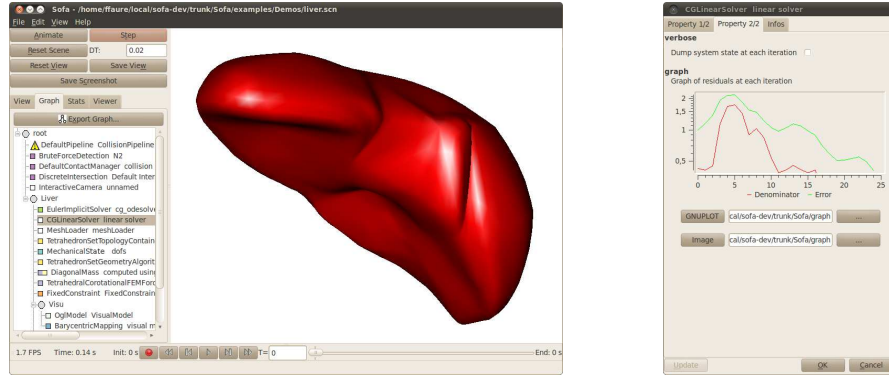 Sofa - /home/ffaure/local/sofa-dev/trunk/Sofa/examples/Demos/liver.scn
File Edit View Help
Animate Step
Reset Scene DT: 0.02
Reset View Save View
Save Screenshot
View Graph Stats Viewer
Export Graph...
root
DefaultPipeline CollisionPipeline
BruteForceDetection N2
DefaultContactManager collision
DiscreteIntersection Default Inter
InteractiveCamera unnamed
Liver
EulerImplicitSolver cg_odesolve
CGLinearSolver linear solver
MeshLoader meshLoader
TetrahedronSetTopologyContain
MechanicalState dofs
TetrahedronSetGeometryAlgorit
DiagonalMass computed using
TetrahedralCorotationalFEMForc
FixedConstraint FixedConstrain
Visu
OglModel VisualModel
BarycentricMapping visual m
1.7 FPS Time: 0.14 s Init: 0 s T= 0 End: 0 s
CGLinearSolver linear solver
Property 1/2 Property 2/2 Infos
verbose
Dump system state at each iteration
graph
Graph of residuals at each iteration
2
1,5
1
0,5
0 5 10 15 20 25
Denominator Error
GNUPLOT cal/sofa-dev/trunk/Sofa/graph ...
Image cal/sofa-dev/trunk/Sofa/graph ...
Update OK Cancel